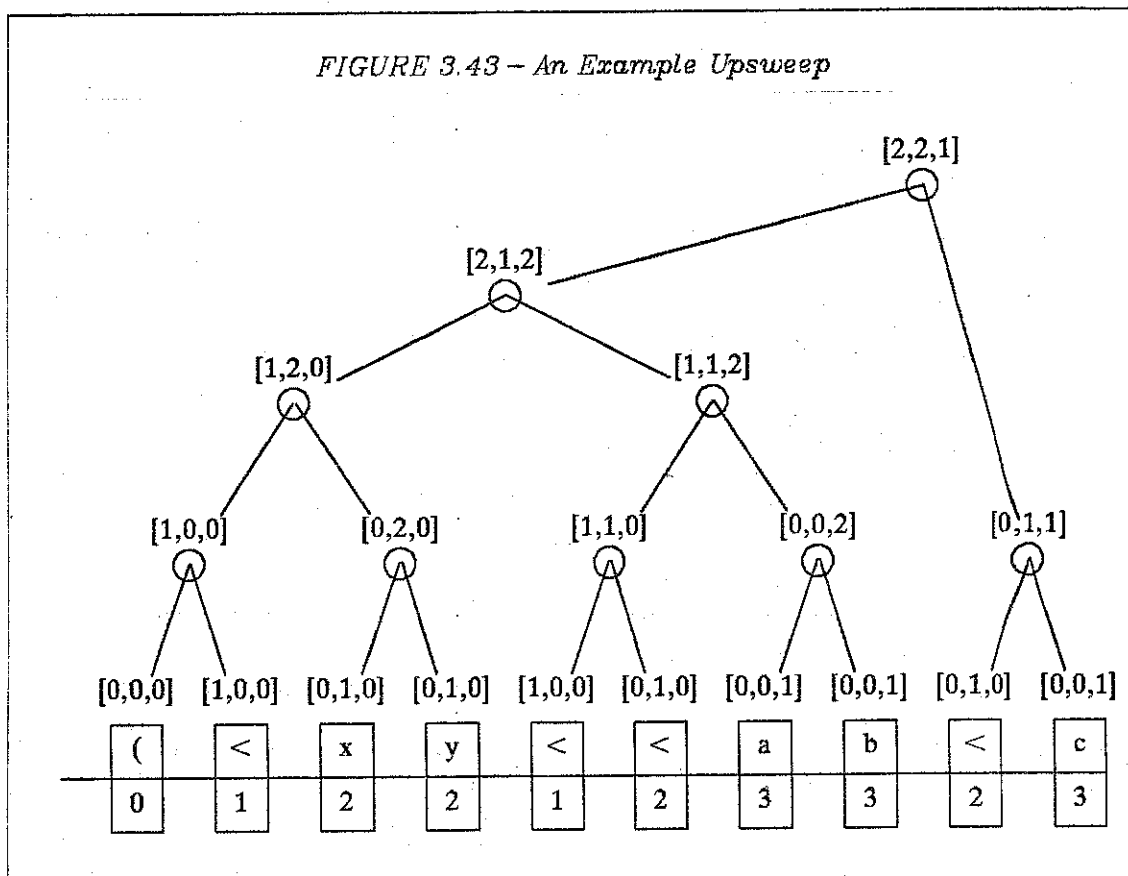 FIGURE 3.43 – An Example Upsweep
[2,2,1]
[2,1,2]
[1,2,0] [1,1,2]
[1,0,0] [0,2,0] [1,1,0] [0,0,2] [0,1,1]
[0,0,0] [1,0,0] [0,1,0] [0,1,0] [1,0,0] [0,1,0] [0,0,1] [0,0,1] [0,1,0] [0,0,1]
( < x y < < a b < c
0 1 2 2 1 2 3 3 2 3